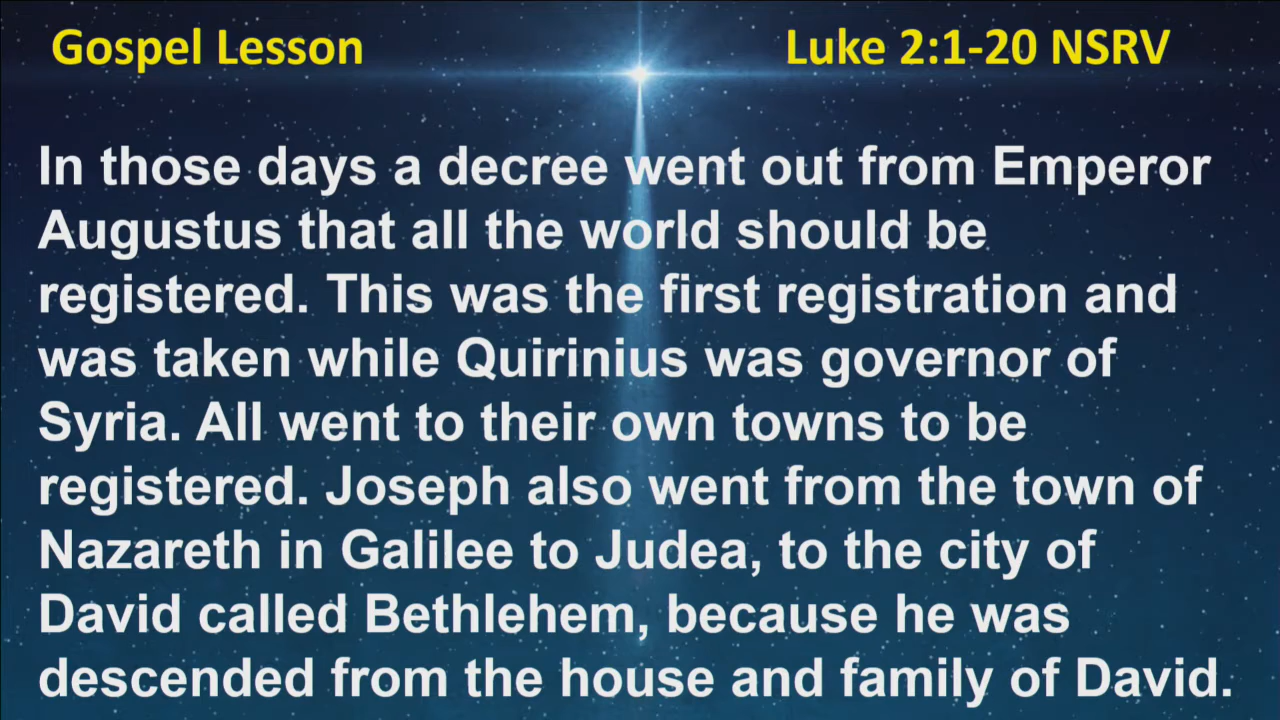 Gospel Lesson Luke 2:1-20 NSRV
In those days a decree went out from Emperor
Augustus that all the world should be
registered. This was the first registration and
was taken while Quirinius was governor of
Syria. All went to their own towns to be
registered. Joseph also went from the town of
Nazareth in Galilee to Judea, to the city of
David called Bethlehem, because he was
descended from the house and family of David.